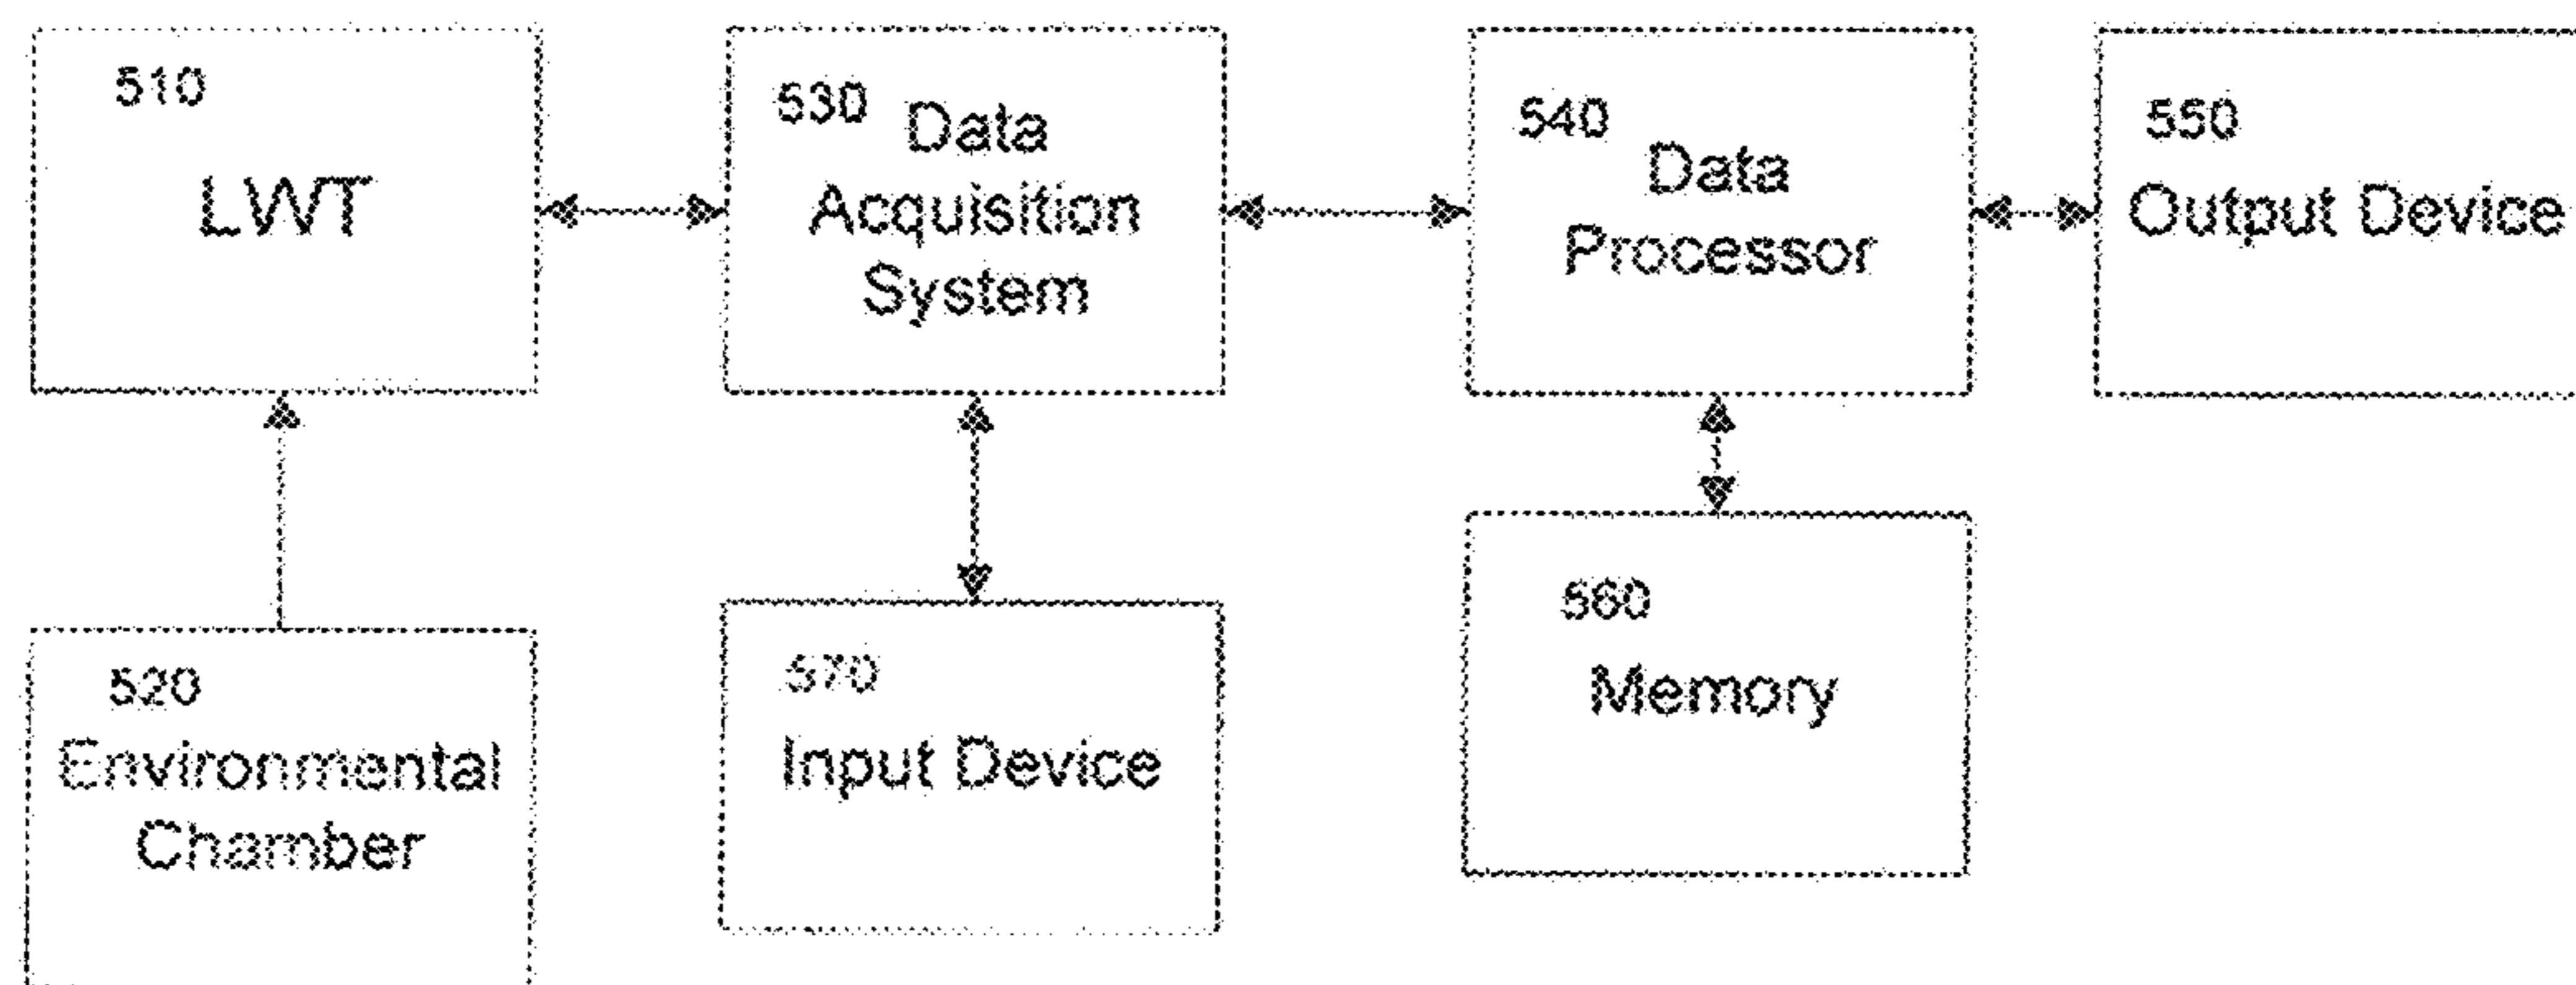 510
LWT
530
Data
Acquisition
System
540
Data
Processor
550
Output Device
520
Environmental
Chamber
570
Input Device
560
Memory